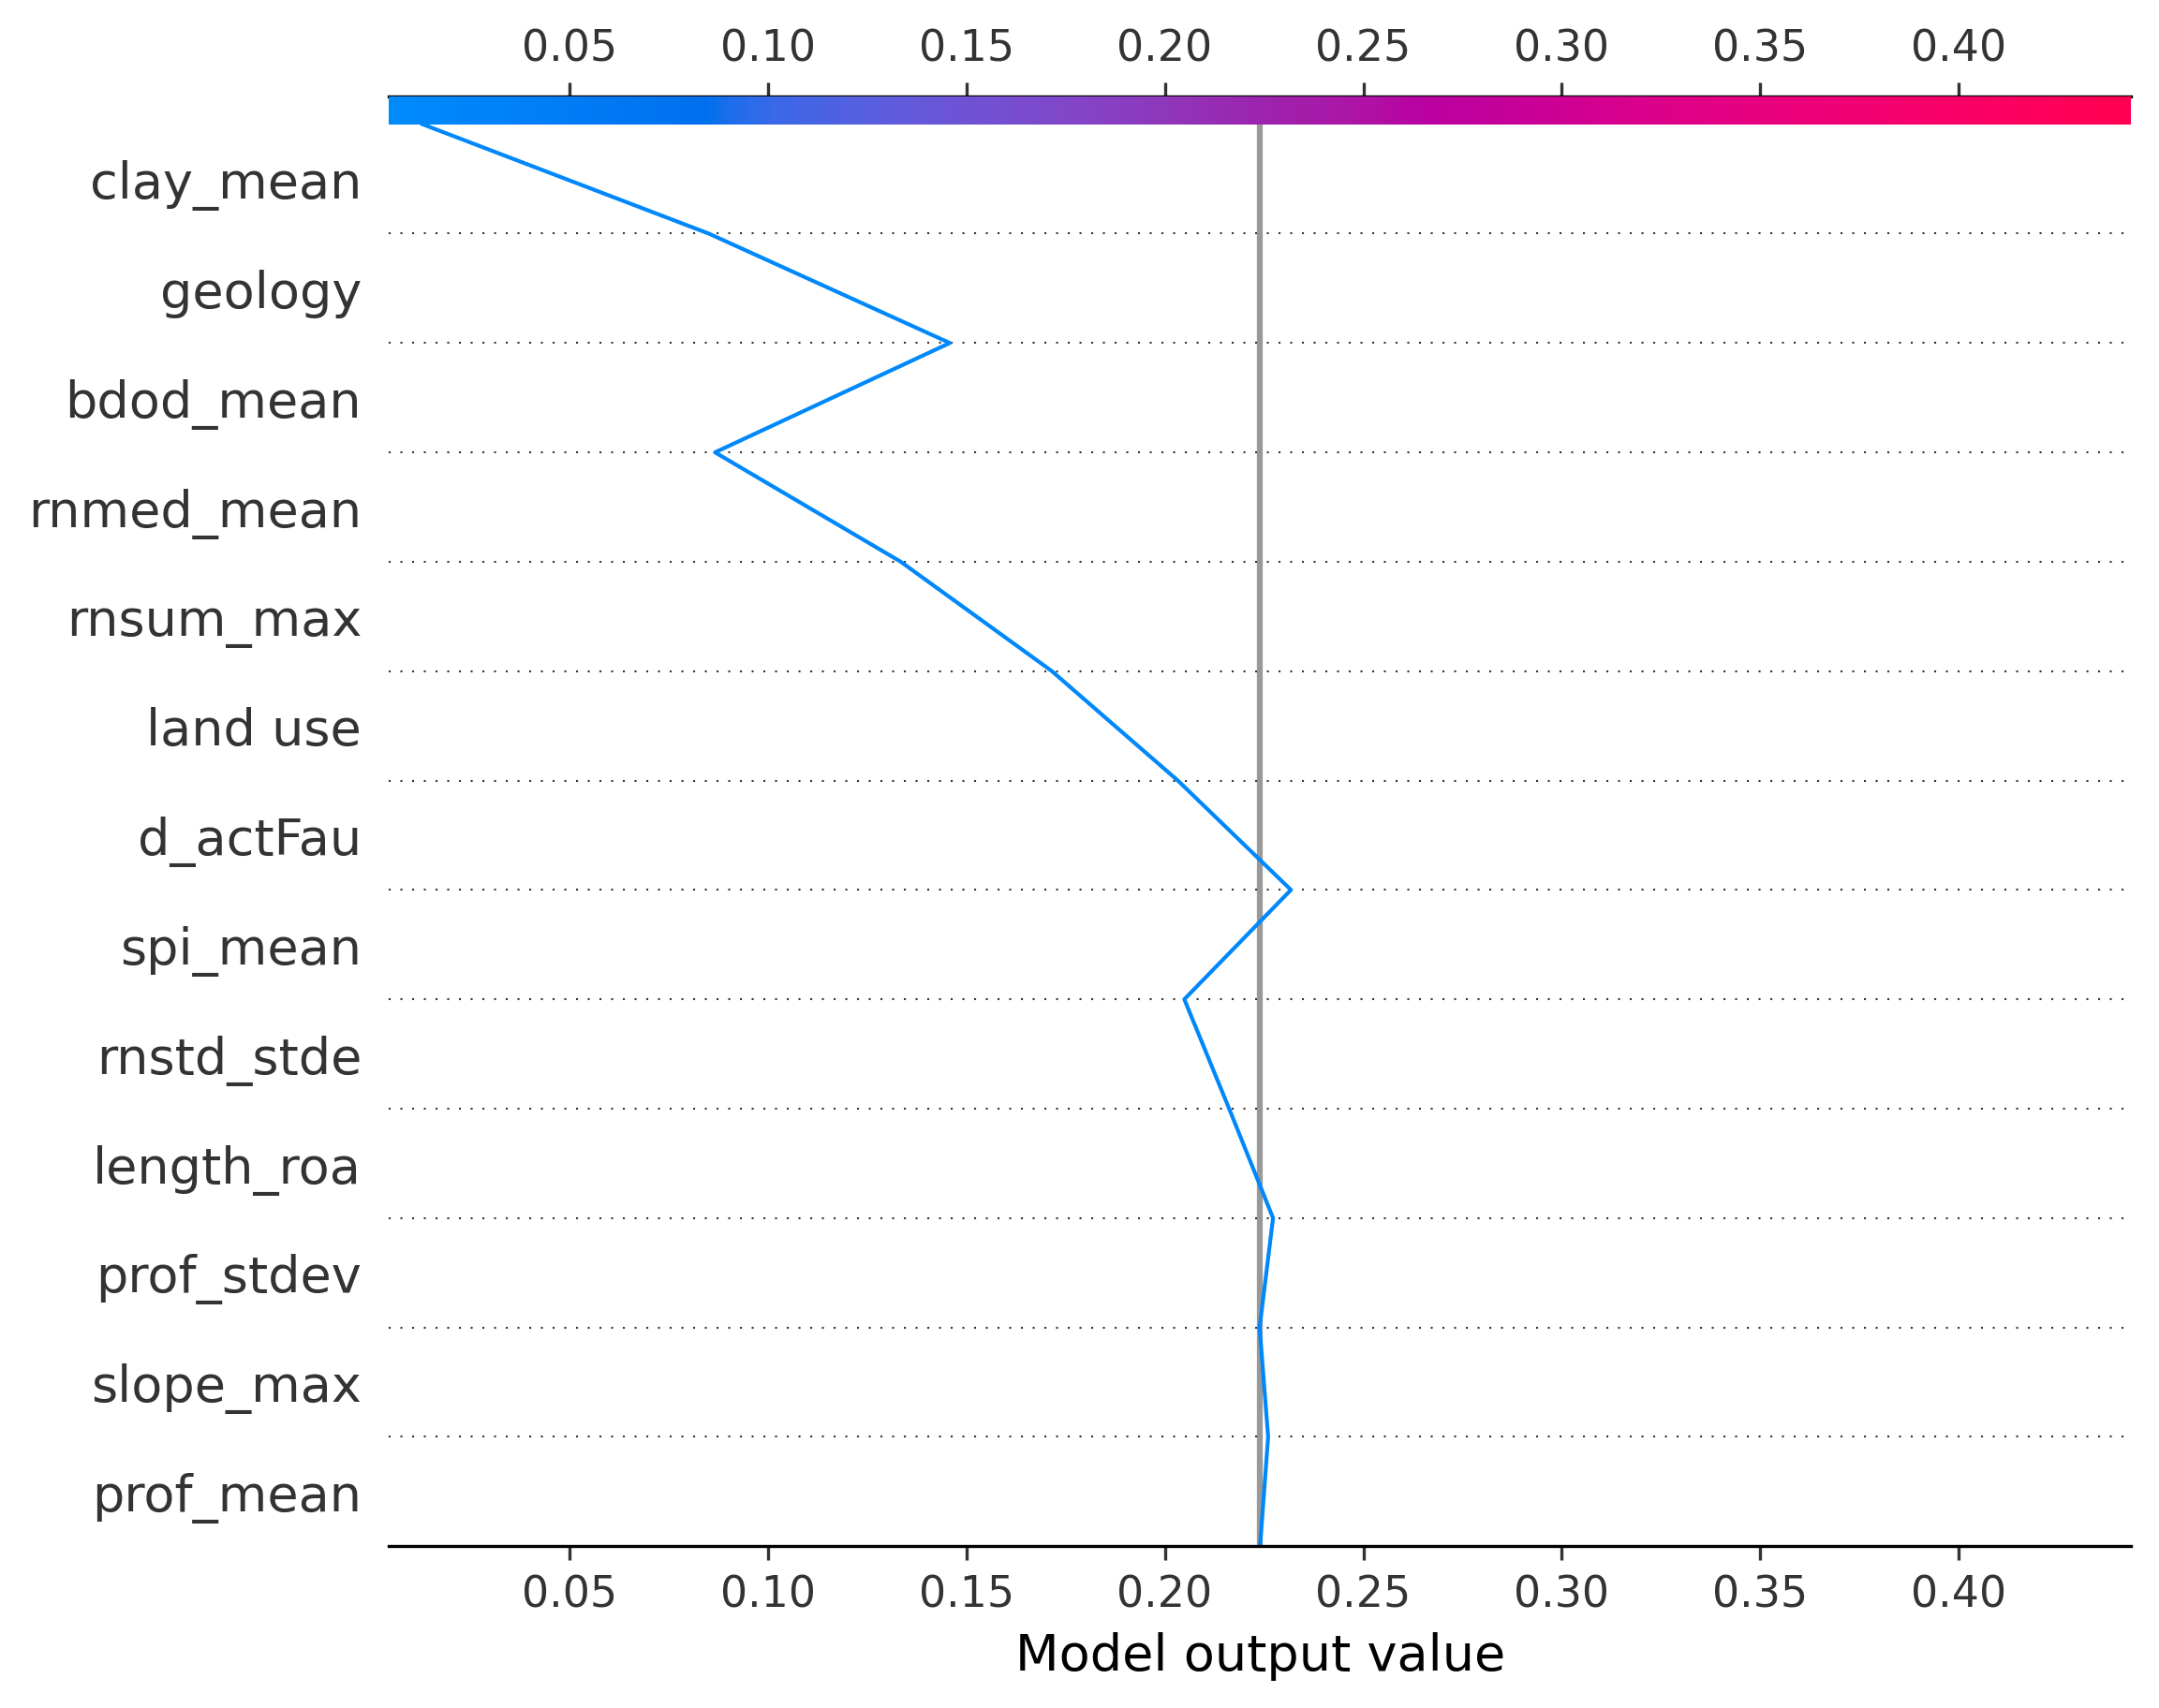 0.05 0.10 0.15 0.20 0.25 0.30 0.35 0.40
clay_mean
geology
bdod_mean
rnmed_mean
rnsum_max
land use
d_actFau
spi_mean
rnstd_stde
length_roa
prof_stdev
slope_max
prof_mean
0.05 0.10 0.15 0.20 0.25 0.30 0.35 0.40
Model output value